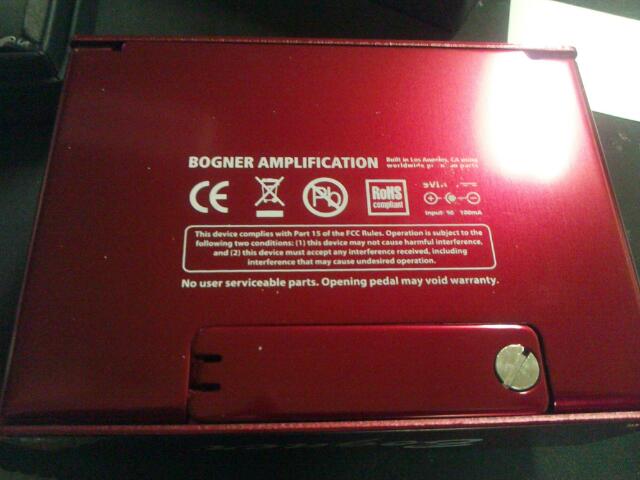 BOGNER AMPLIFICATION
Built in Los Angeles, CA using
worldwide parts
CE
Pb
RoHS
compliant
Input: 100mA
This device complies with Part 15 of the FCC Rules. Operation is subject to the
following two conditions: (1) this device may not cause harmful interference,
and (2) this device must accept any interference received, including
interference that may cause undesired operation.
No user serviceable parts. Opening pedal may void warranty.